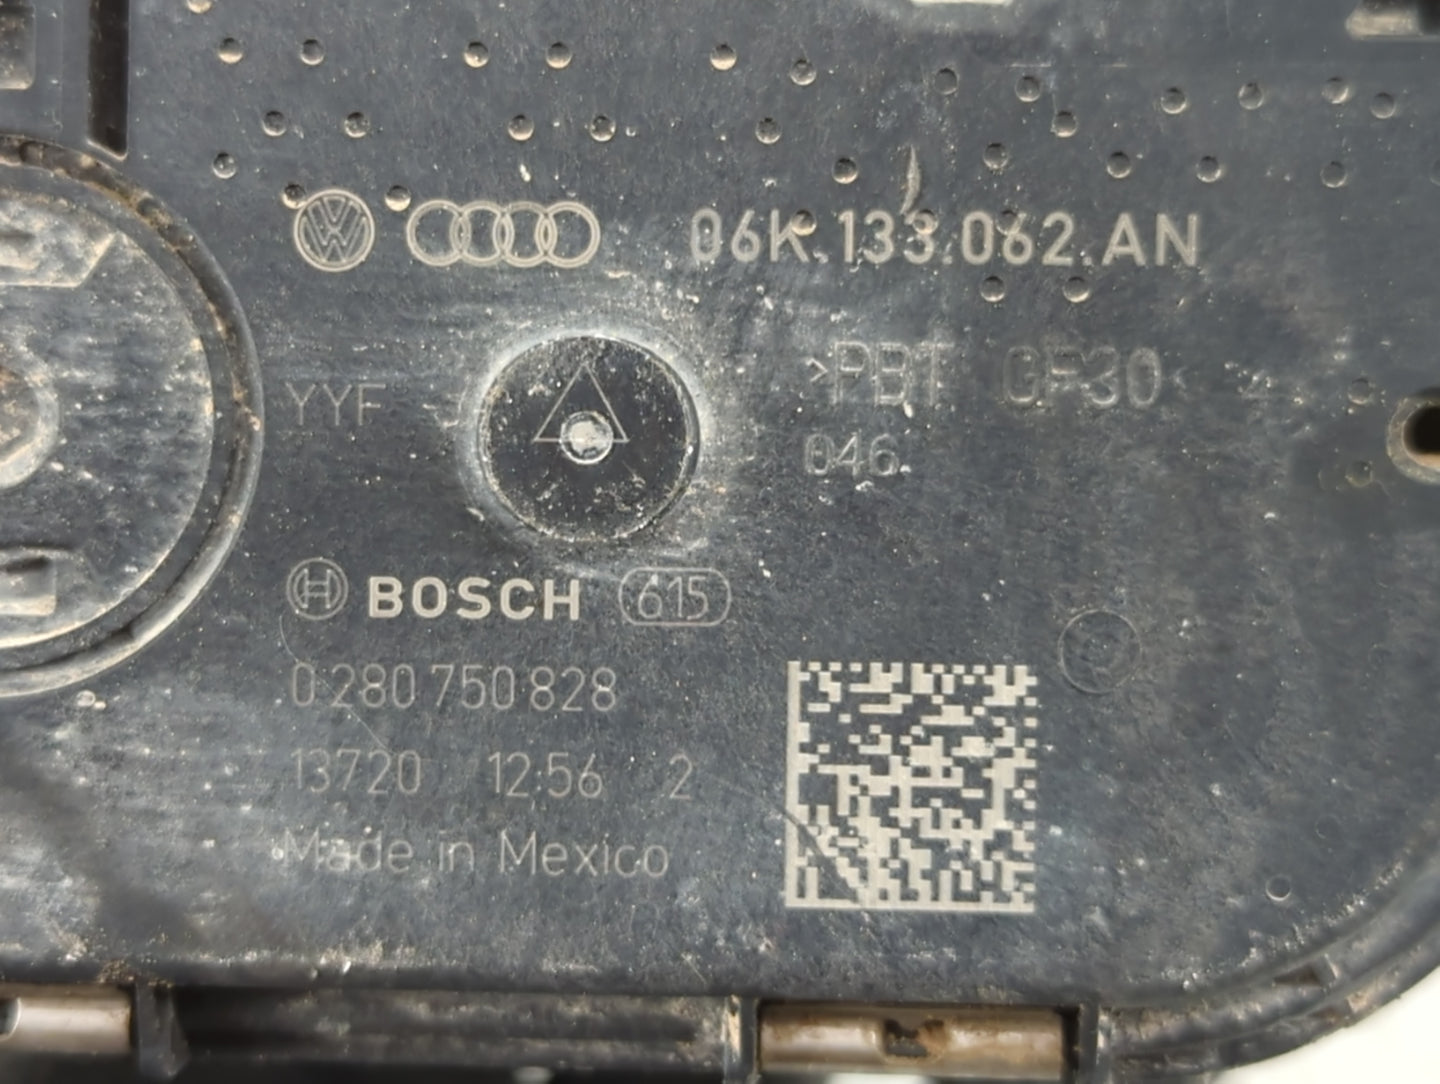 06K.133.062.AN
>PBT GF30<
YYF
046
BOSCH 615
0 280 750 828
13720 12:56 2
Made in Mexico